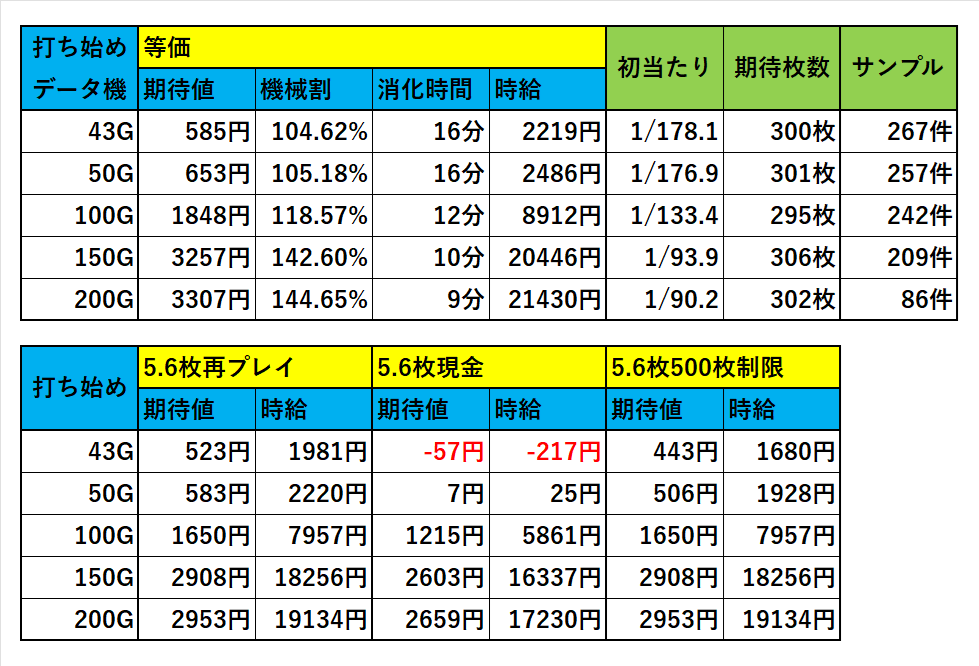 打ち始め 等価 初当たり 期待枚数 サンプル
データ機 期待値 機械割 消化時間 時給
43G 585円 104.62% 16分 2219円 1/178.1 300枚 267件
50G 653円 105.18% 16分 2486円 1/176.9 301枚 257件
100G 1848円 118.57% 12分 8912円 1/133.4 295枚 242件
150G 3257円 142.60% 10分 20446円 1/93.9 306枚 209件
200G 3307円 144.65% 9分 21430円 1/90.2 302枚 86件
打ち始め 5.6枚再プレイ 5.6枚現金 5.6枚500枚制限
期待値 時給 期待値 時給 期待値 時給
43G 523円 1981円 -57円 -217円 443円 1680円
50G 583円 2220円 7円 25円 506円 1928円
100G 1650円 7957円 1215円 5861円 1650円 7957円
150G 2908円 18256円 2603円 16337円 2908円 18256円
200G 2953円 19134円 2659円 17230円 2953円 19134円